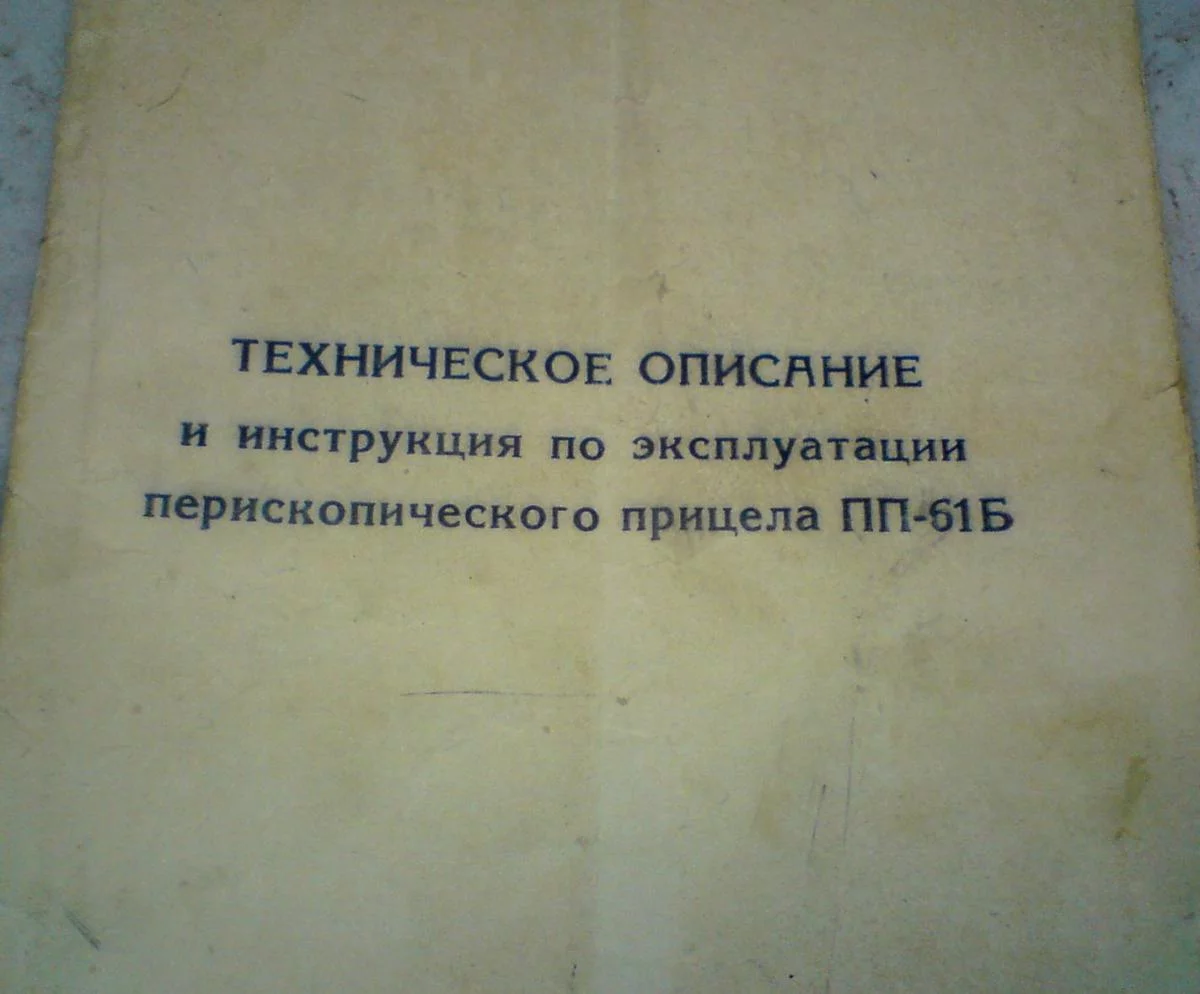 ТЕХНИЧЕСКОЕ ОПИСАНИЕ
и инструкция по эксплуатации
перископического прицела ПП-61Б